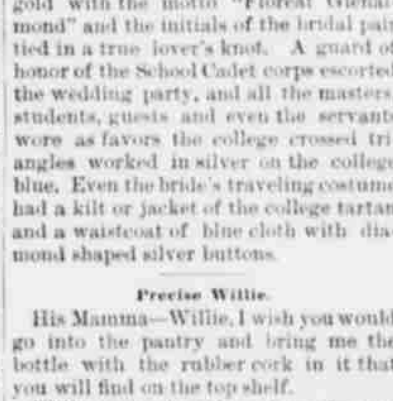 gold with the motto "Floreat Glenal-
mond" and the initials of the bridal pair
tied in a true lover's knot. A guard of
honor of the School Cadet corps escorted
the wedding party, and all the masters,
students, guests and even the servants
wore as favors the college crossed tri-
angles worked in silver on the college
blue. Even the bride's traveling costume
had a kilt or jacket of the college tartan
and a waistcoat of blue cloth with dia-
mond shaped silver buttons.
Precise Willie.
His Mamma—Willie, I wish you would
go into the pantry and bring me the
bottle with the rubber cork in it that
you will find on the top shelf.